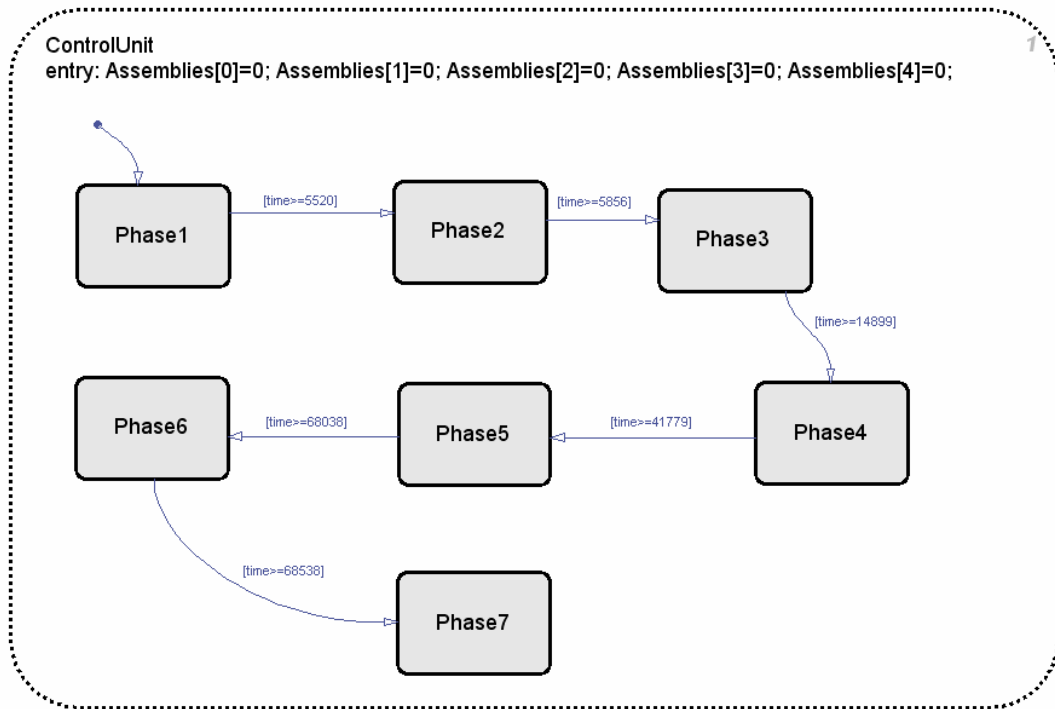 ControlUnit
1
entry: Assemblies[0]=0; Assemblies[1]=0; Assemblies[2]=0; Assemblies[3]=0; Assemblies[4]=0;
Phase1
[time>=5520]
Phase2
[time>=5856]
Phase3
[time>=14899]
Phase6
[time>=68038]
Phase5
[time>=41779]
Phase4
[time>=68538]
Phase7